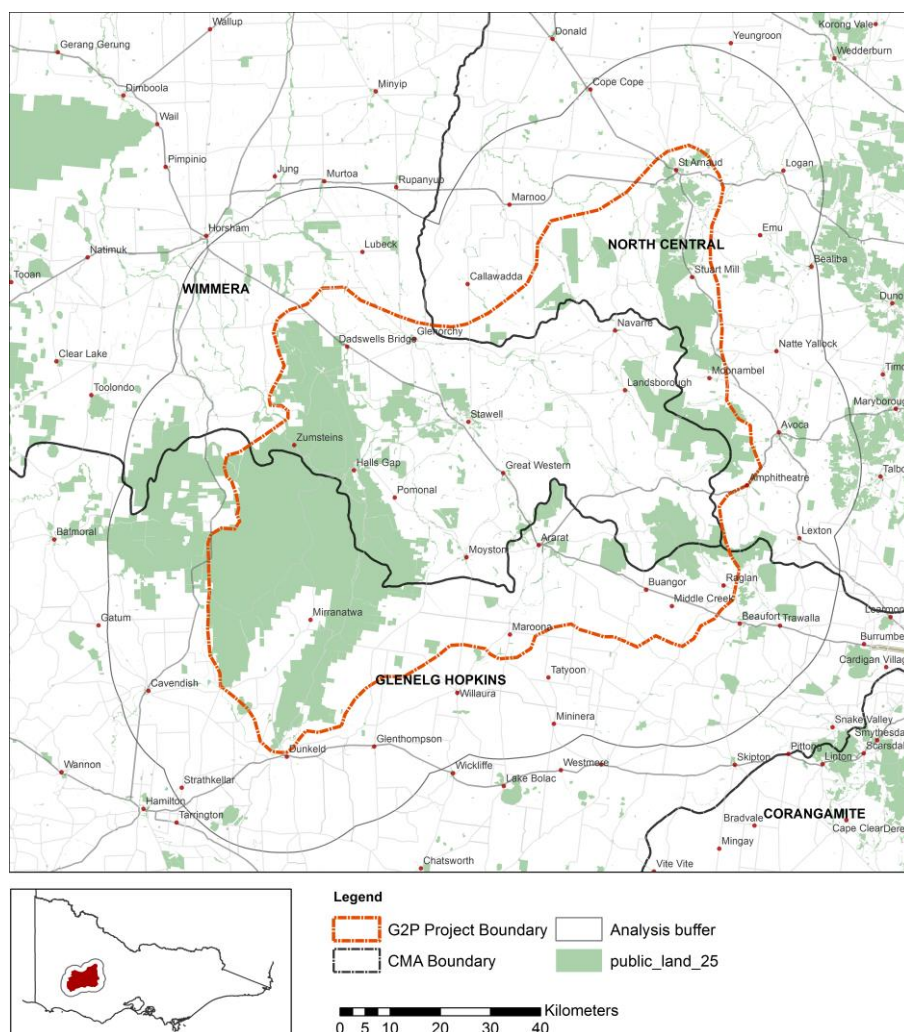 Wallup
Donald
Yeungroon
Korong Vale
Gerang Gerung
Wedderburn
Dimboola
Minyip
Cope Cope
Wail
Pimpinio
Jung
Murtoa
Rupanyup
Marnoo
St Arnaud
Logan
Horsham
Lubeck
NORTH CENTRAL
Emu
Natimuk
Tooan
WIMMERA
Callawadda
Stuart Mill
Bealiba
Duno
Clear Lake
Dadswells Bridge
Glenorchy
Navarre
Natte Yallock
Toolondo
Landsborough
Moonambel
Timo
Maryborough
Stawell
Avoca
Zumsteins
Halls Gap
Great Western
Talbo
Pomonal
Amphitheatre
Balmoral
Moyston
Ararat
Lexton
Gatum
Mirranatwa
Buangor
Raglan
Middle Creek
Learmon
Maroona
Beaufort
Trawalla
Burrumbe
Cardigan Villag
Cavendish
GLENELG HOPKINS
Tatyoon
Willaura
Mininera
Snake Valley
Smythesda
Dunkeld
Glenthompson
Pittong
Scarsdal
Wannon
Strathkellar
Wickliffe
Westmere
Skipton
Linton
Lake Bolac
Hamilton
Tarrington
CORANGAMITE
Bradvale
Cape Clear
Dere
Mingay
Chatsworth
Vite Vite
Legend
G2P Project Boundary
Analysis buffer
CMA Boundary
public_land_25
Kilometers
0 5 10 20 30 40